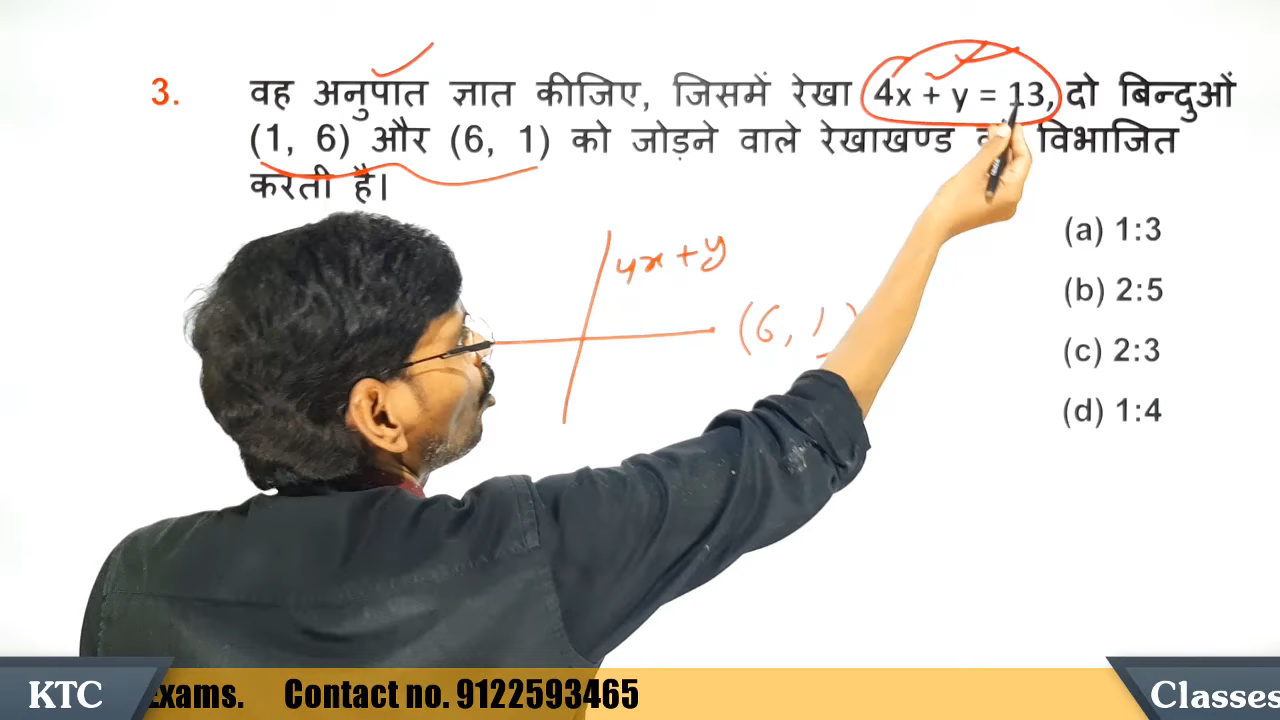 3. वह अनुपात ज्ञात कीजिए, जिसमें रेखा 4x + y = 13, दो बिन्दुओं
(1, 6) और (6, 1) को जोड़ने वाले रेखाखण्ड विभाजित
करती है।
(a) 1:3
4x + y
(b) 2:5
(6, 1)
(c) 2:3
(d) 1:4
KTC Exams. Contact no. 9122593465 Classes